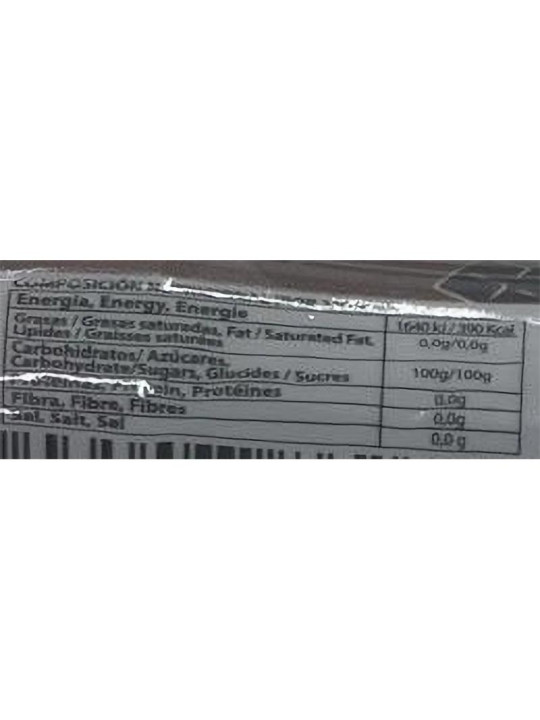 COMPOSICIÓN
Energía, Energy, Energie
1640 kJ / 390 Kcal
Grasas / Grasas saturadas, Fat / Saturated Fat,
Lipides / Graisses saturées
0,0g/0,0g
Carbohidratos/ Azúcares,
Carbohydrate/Sugars, Glucides / Sucres
100g/100g
Protéines
0,0g
Fibra, Fibre, Fibres
0,0g
Sal, Salt, Sel
0,0 g